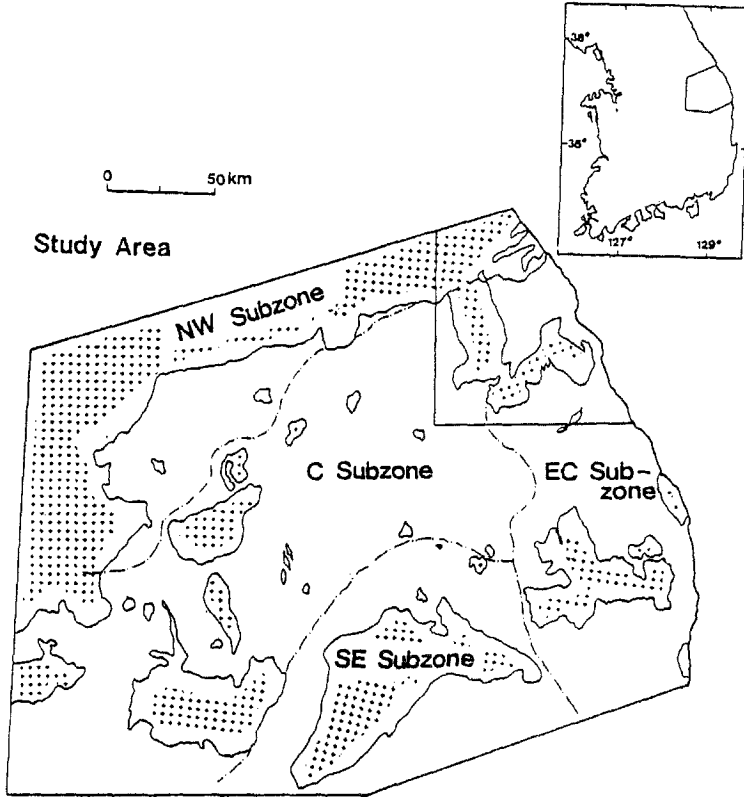 38°
36°
127°
129°
0 50 km
Study Area
NW Subzone
C Subzone
EC Sub-
zone
SE Subzone